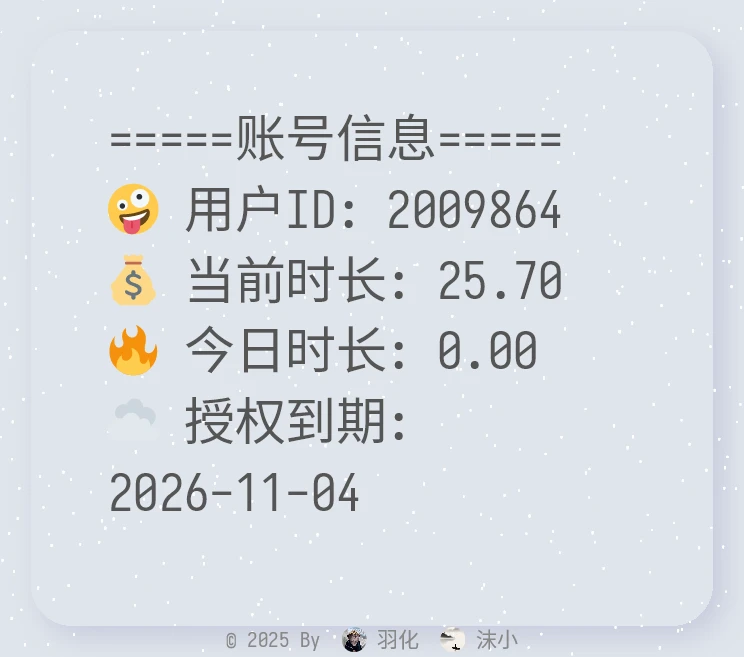 =====账号信息=====
🤪 用户ID: 2009864
💰 当前时长: 25.70
🔥 今日时长: 0.00
☁️ 授权到期:
2026-11-04
© 2025 By 羽化 沫小